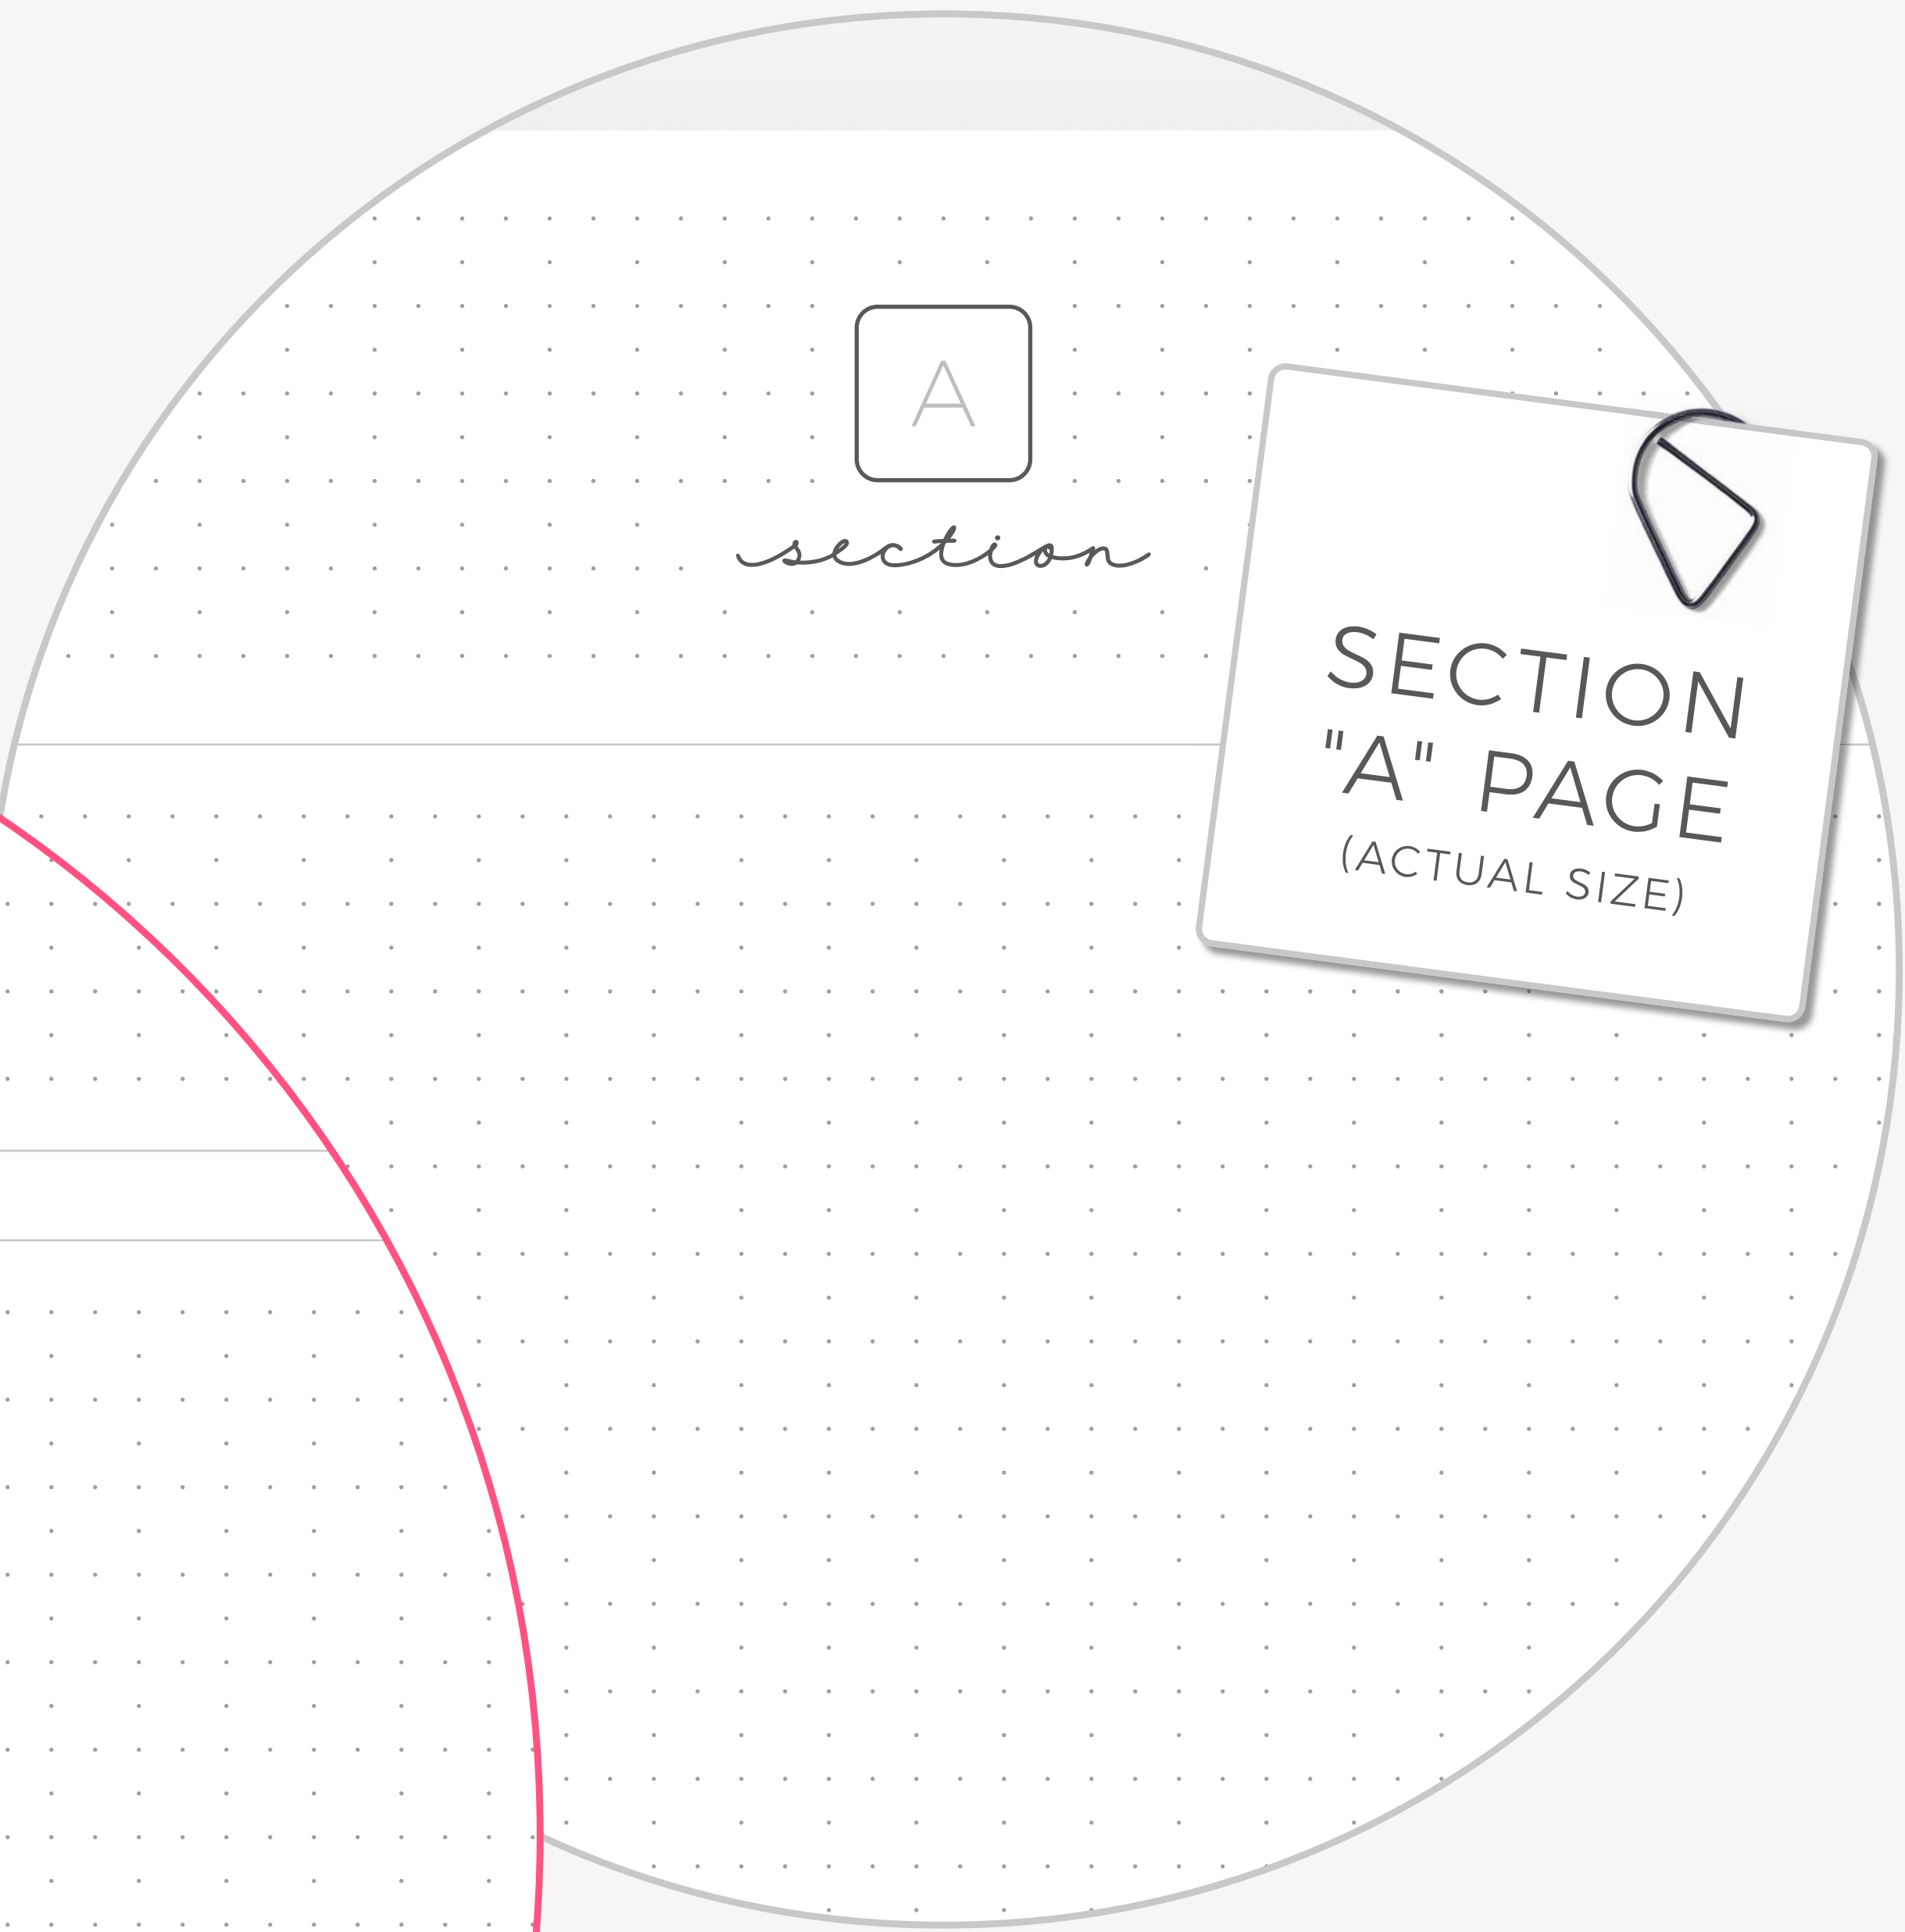 A
section
SECTION
"A" PAGE
(ACTUAL SIZE)